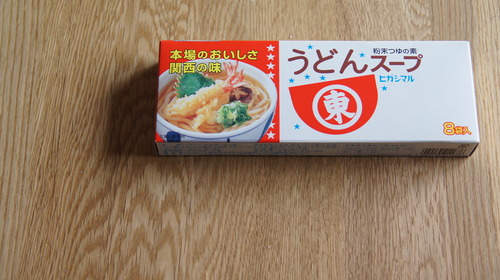 本場のおいしさ
関西の味
粉末つゆの素
うどんスープ
ヒガシマル
東
8袋入